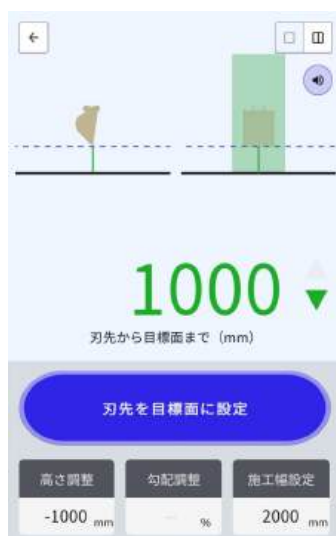 1000
刃先から目標面まで（mm）
刃先を目標面に設定
高さ調整 勾配調整 施工幅設定
-1000 mm -- % 2000 mm